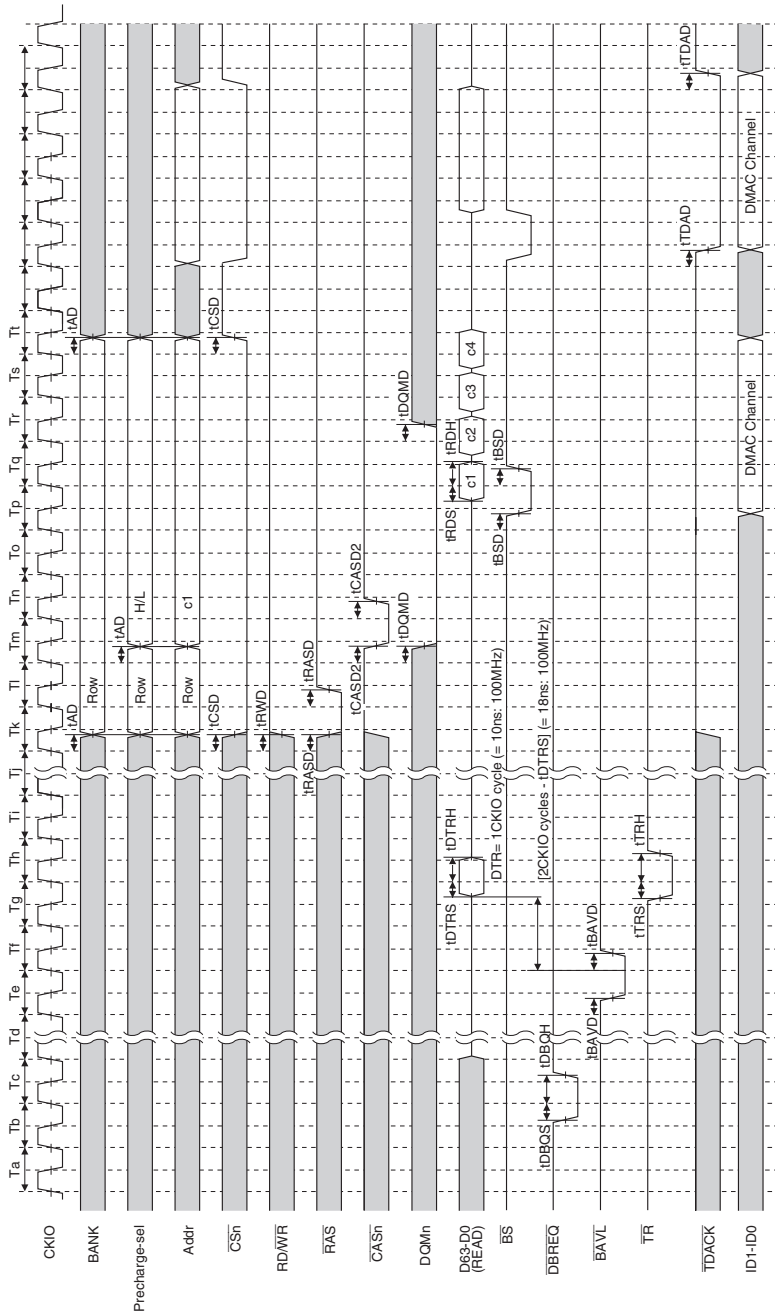 CKIO
Ta Tb Tc Td Te Tf Tg Th Ti Tj Tk Tl Tm Tn To Tp Tq Tr Ts Tt
BANK
tAD
Row
tAD
Precharge-sel
Row
tAD
H/L
Addr
Row
c1
CSn
tCSD
tCSD
RD/WR
tRWD
RAS
tRASD
tRASD
CASn
tCASD2
tCASD2
DQMn
tDQMD
tDQMD
D63-D0
(READ)
tDTRS
tDTRH
tRDS
tRDH
c1
c2
c3
c4
DTR= 1CKIO cycle (= 10ns: 100MHz)
BS
tBSD
tBSD
[2CKIO cycles - tDTRS] (= 18ns: 100MHz)
DBREQ
tDBQS
tDBQH
BAVL
tBAVD
tBAVD
TR
tTRS
tTRH
TDACK
tTDAD
tTDAD
ID1-ID0
DMAC Channel
DMAC Channel